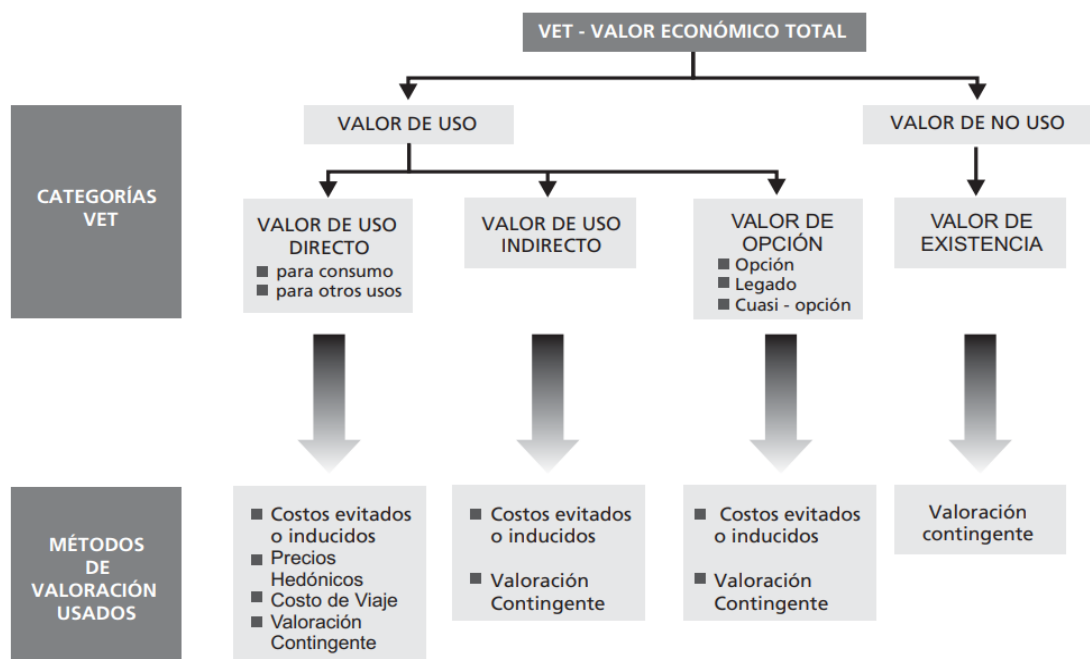 VET - VALOR ECONÓMICO TOTAL
VALOR DE USO
VALOR DE NO USO
CATEGORÍAS
VET
VALOR DE USO
DIRECTO
para consumo
para otros usos
VALOR DE USO
INDIRECTO
VALOR DE
OPCIÓN
Opción
Legado
Cuasi - opción
VALOR DE
EXISTENCIA
MÉTODOS
DE
VALORACIÓN
USADOS
Costos evitados
o inducidos
Precios
Hedónicos
Costo de Viaje
Valoración
Contingente
Costos evitados
o inducidos
Valoración
Contingente
Costos evitados
o inducidos
Valoración
Contingente
Valoración
contingente